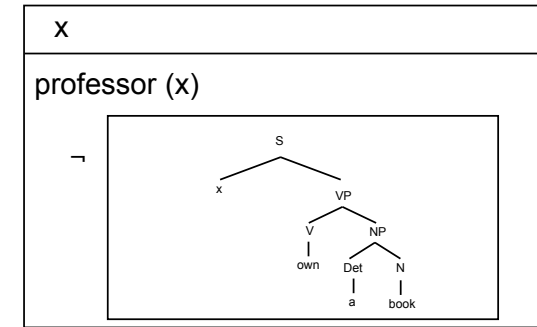 x
professor (x)
¬
S
x
VP
V NP
own Det N
a book